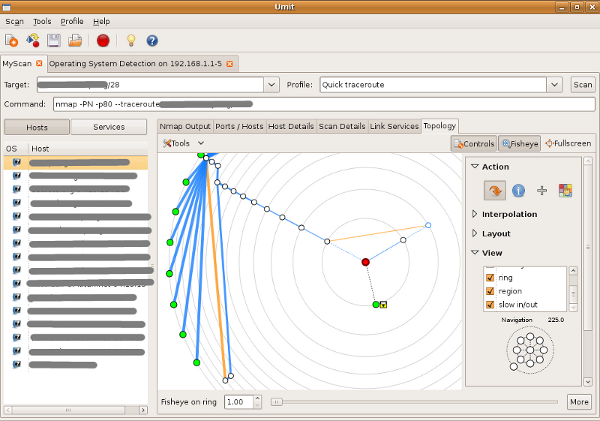 Umit
Scan Tools Profile Help
MyScan Operating System Detection on 192.168.1.1-5
Target: /28 Profile: Quick traceroute Scan
Command: nmap -PN -p80 --traceroute
Hosts Services
OS Host
Nmap Output Ports / Hosts Host Details Scan Details Link Services Topology
Tools Controls Fisheye Fullscreen
Action
Interpolation
Layout
View
ring
region
slow in/out
Navigation 225.0
Fisheye on ring 1.00 More